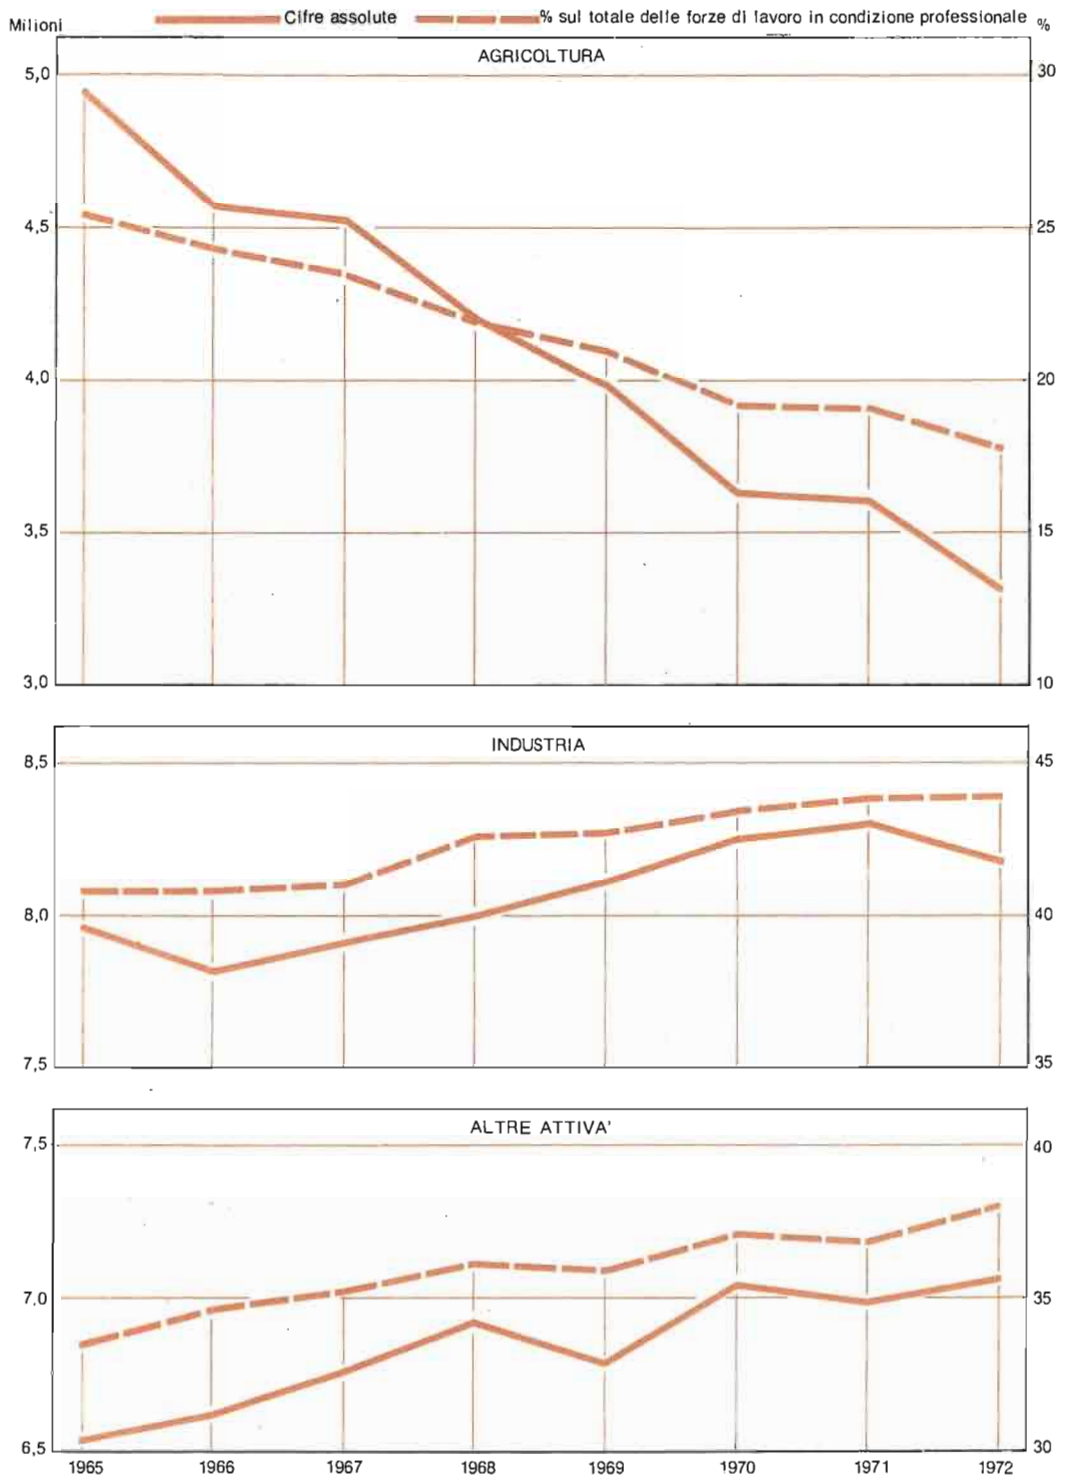 Milioni Cifre assolute % sul totale delle forze di lavoro in condizione professionale %
AGRICOLTURA
5,0 30
4,5 25
4,0 20
3,5 15
3,0 10
INDUSTRIA
8,5 45
8,0 40
7,5 35
ALTRE ATTIVA'
7,5 40
7,0 35
6,5 30
1965 1966 1967 1968 1969 1970 1971 1972